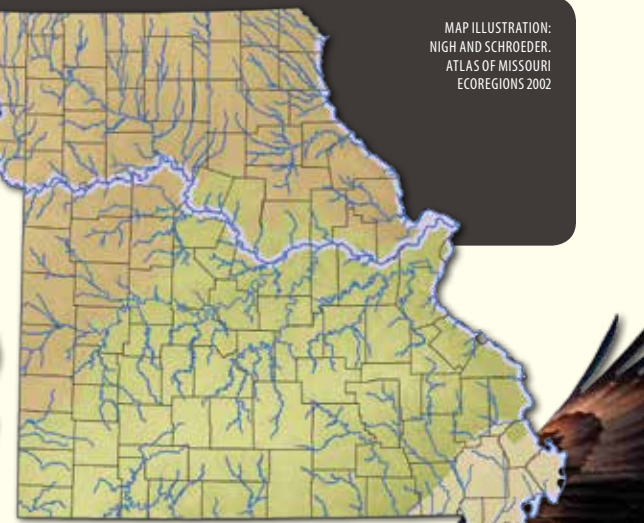 MAP ILLUSTRATION:
NIGH AND SCHROEDER.
ATLAS OF MISSOURI
ECOREGIONS 2002